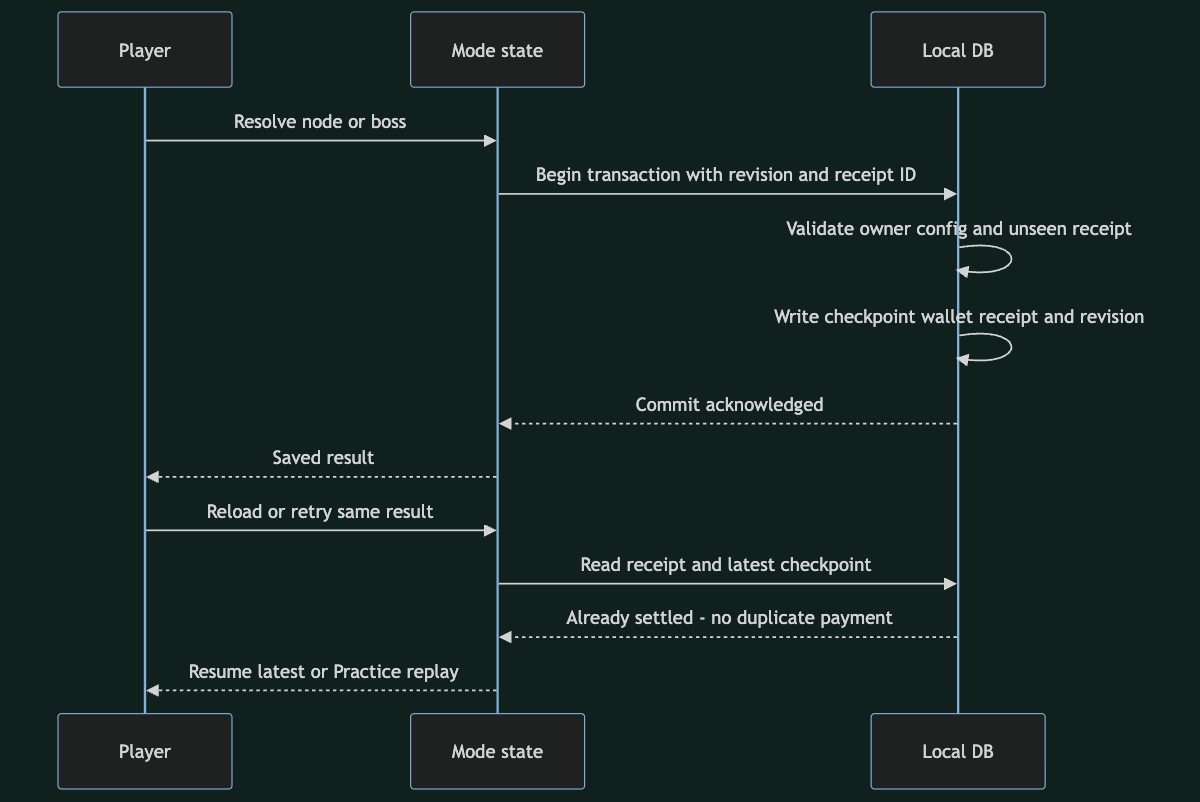 Player
Mode state
Local DB
Resolve node or boss
Begin transaction with revision and receipt ID
Validate owner config and unseen receipt
Write checkpoint wallet receipt and revision
Commit acknowledged
Saved result
Reload or retry same result
Read receipt and latest checkpoint
Already settled - no duplicate payment
Resume latest or Practice replay
Player
Mode state
Local DB